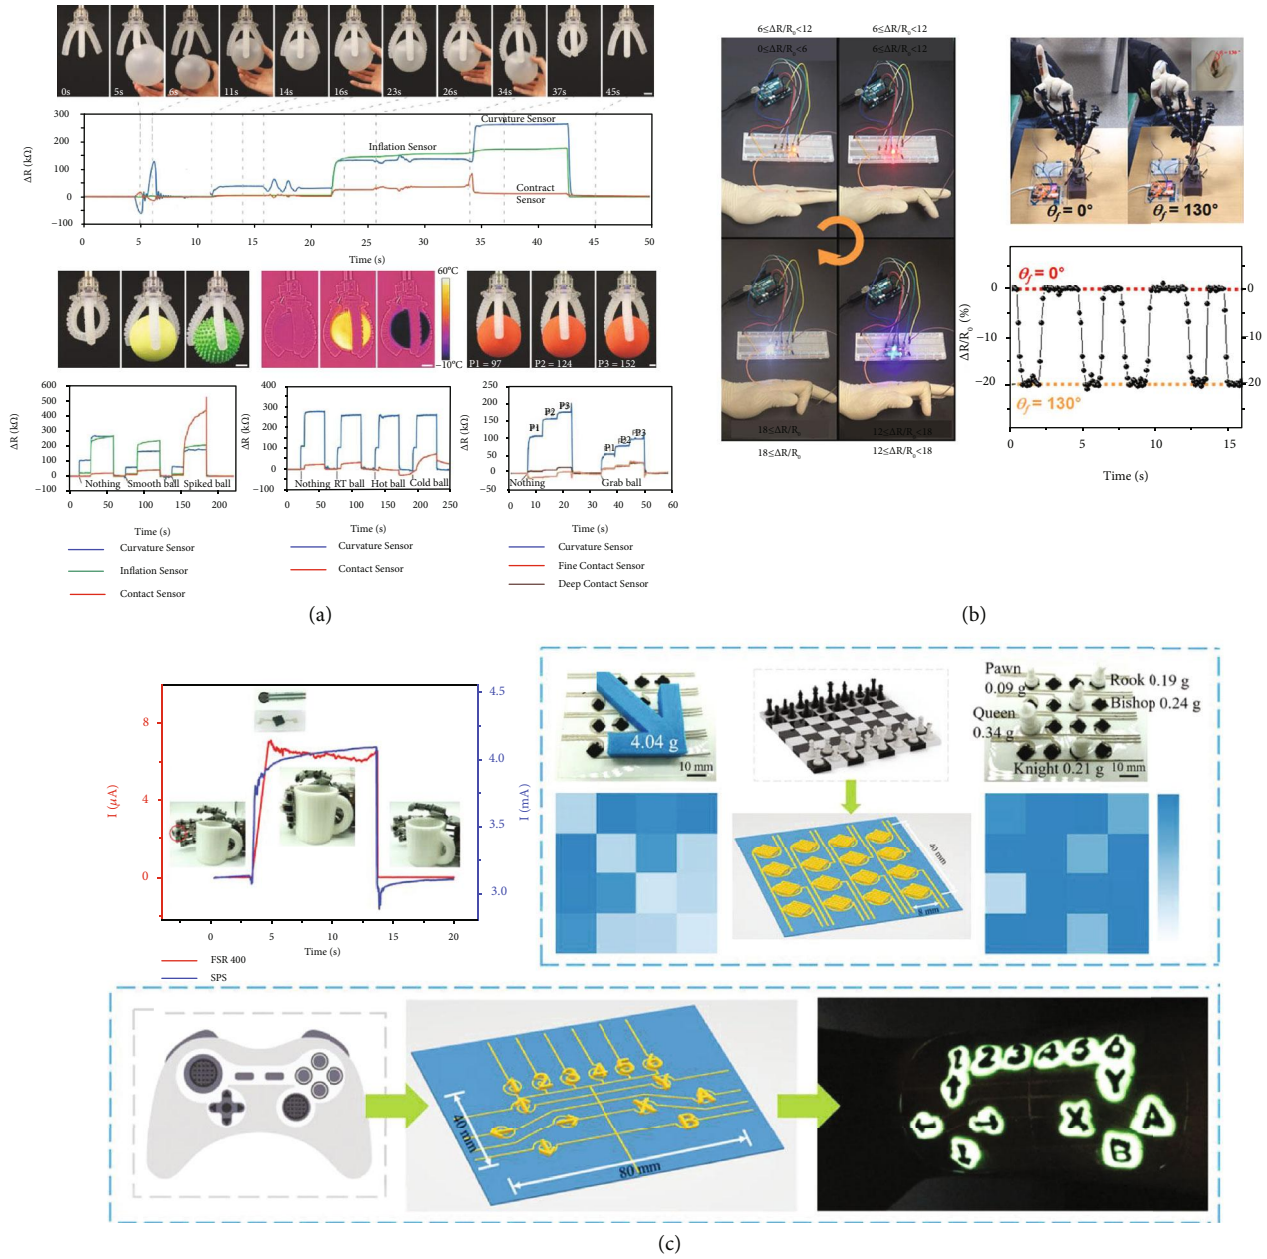 0s 5s 6s 11s 14s 16s 23s 26s 34s 37s 45s
300
200
100
0
−100
ΔR (kΩ)
Curvature Sensor
Inflation Sensor
Contract
Sensor
0 5 10 15 20 25 30 35 40 45 50
Time (s)
60°C
−10°C
P1 = 97 P2 = 124 P3 = 152
600
500
400
300
200
100
0
−100
ΔR (kΩ)
Nothing Smooth ball Spiked ball
0 50 100 150 200
Time (s)
Curvature Sensor
Inflation Sensor
Contact Sensor
400
300
200
100
0
−100
ΔR (kΩ)
Nothing RT ball Hot ball Cold ball
0 50 100 150 200 250
Time (s)
Curvature Sensor
Contact Sensor
250
200
150
100
50
0
50
ΔR (kΩ)
P1 P2 P3
P1 P2 P3
Nothing Grab ball
0 10 20 30 40 50 60
Time (s)
Curvature Sensor
Fine Contact Sensor
Deep Contact Sensor
(a)
6≤ΔR/R0<12
0≤ΔR/R0<6 6≤ΔR/R0<12
18≤ΔR/R0 12≤ΔR/R0<18
18≤ΔR/R0 12≤ΔR/R0<18
θf = 0° θf = 130°
θf = 0°
θf = 130°
0
−10
−20
ΔR/R0 (%)
0
10
20
0 5 10 15
Time (s)
(b)
8
4
0
I (μA)
4.5
4.0
3.5
3.0
I (mA)
0 5 10 15 20
Time (s)
FSR 400
SPS
4.04 g
10 mm
8 mm
Pawn
0.09 g
Rook 0.19 g
Bishop 0.24 g
Queen
0.34 g
Knight 0.21 g
10 mm
1 2 3 4 5 6
Y
X A
B
40 mm
80 mm
1 2 3 4 5 6
Y
X A
B
(c)